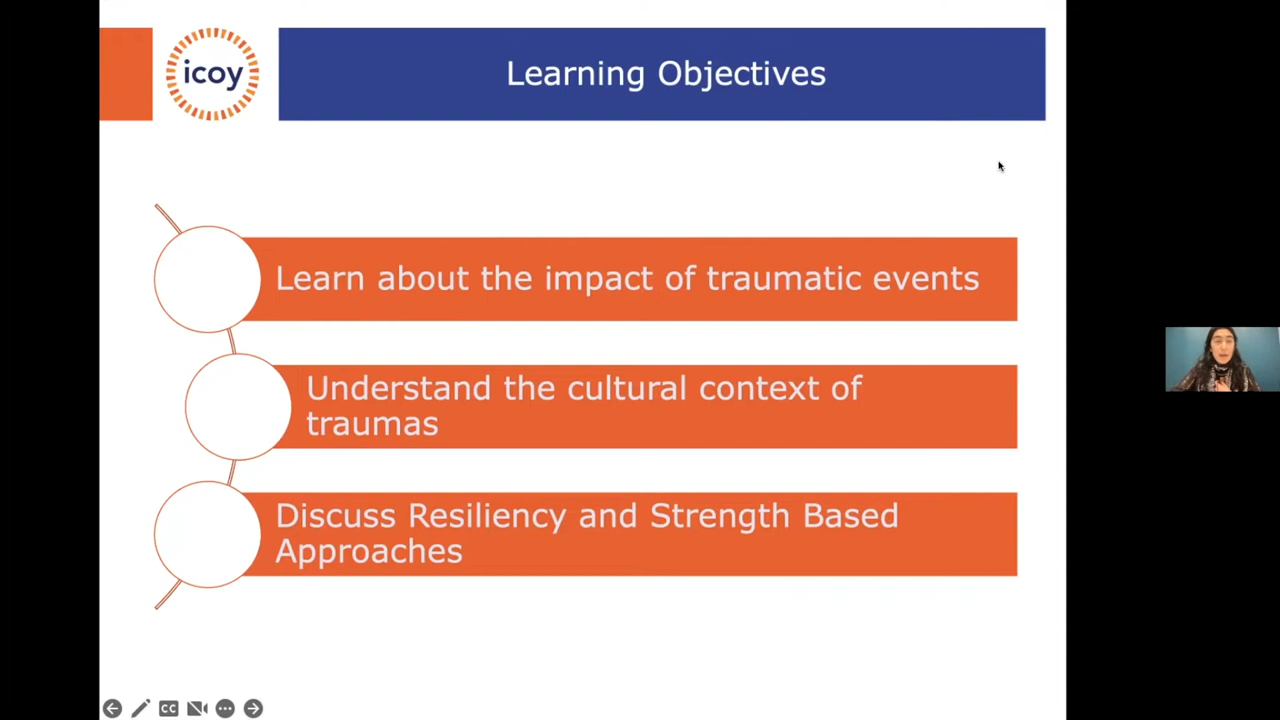 icoy
Learning Objectives
Learn about the impact of traumatic events
Understand the cultural context of
traumas
Discuss Resiliency and Strength Based
Approaches
CC